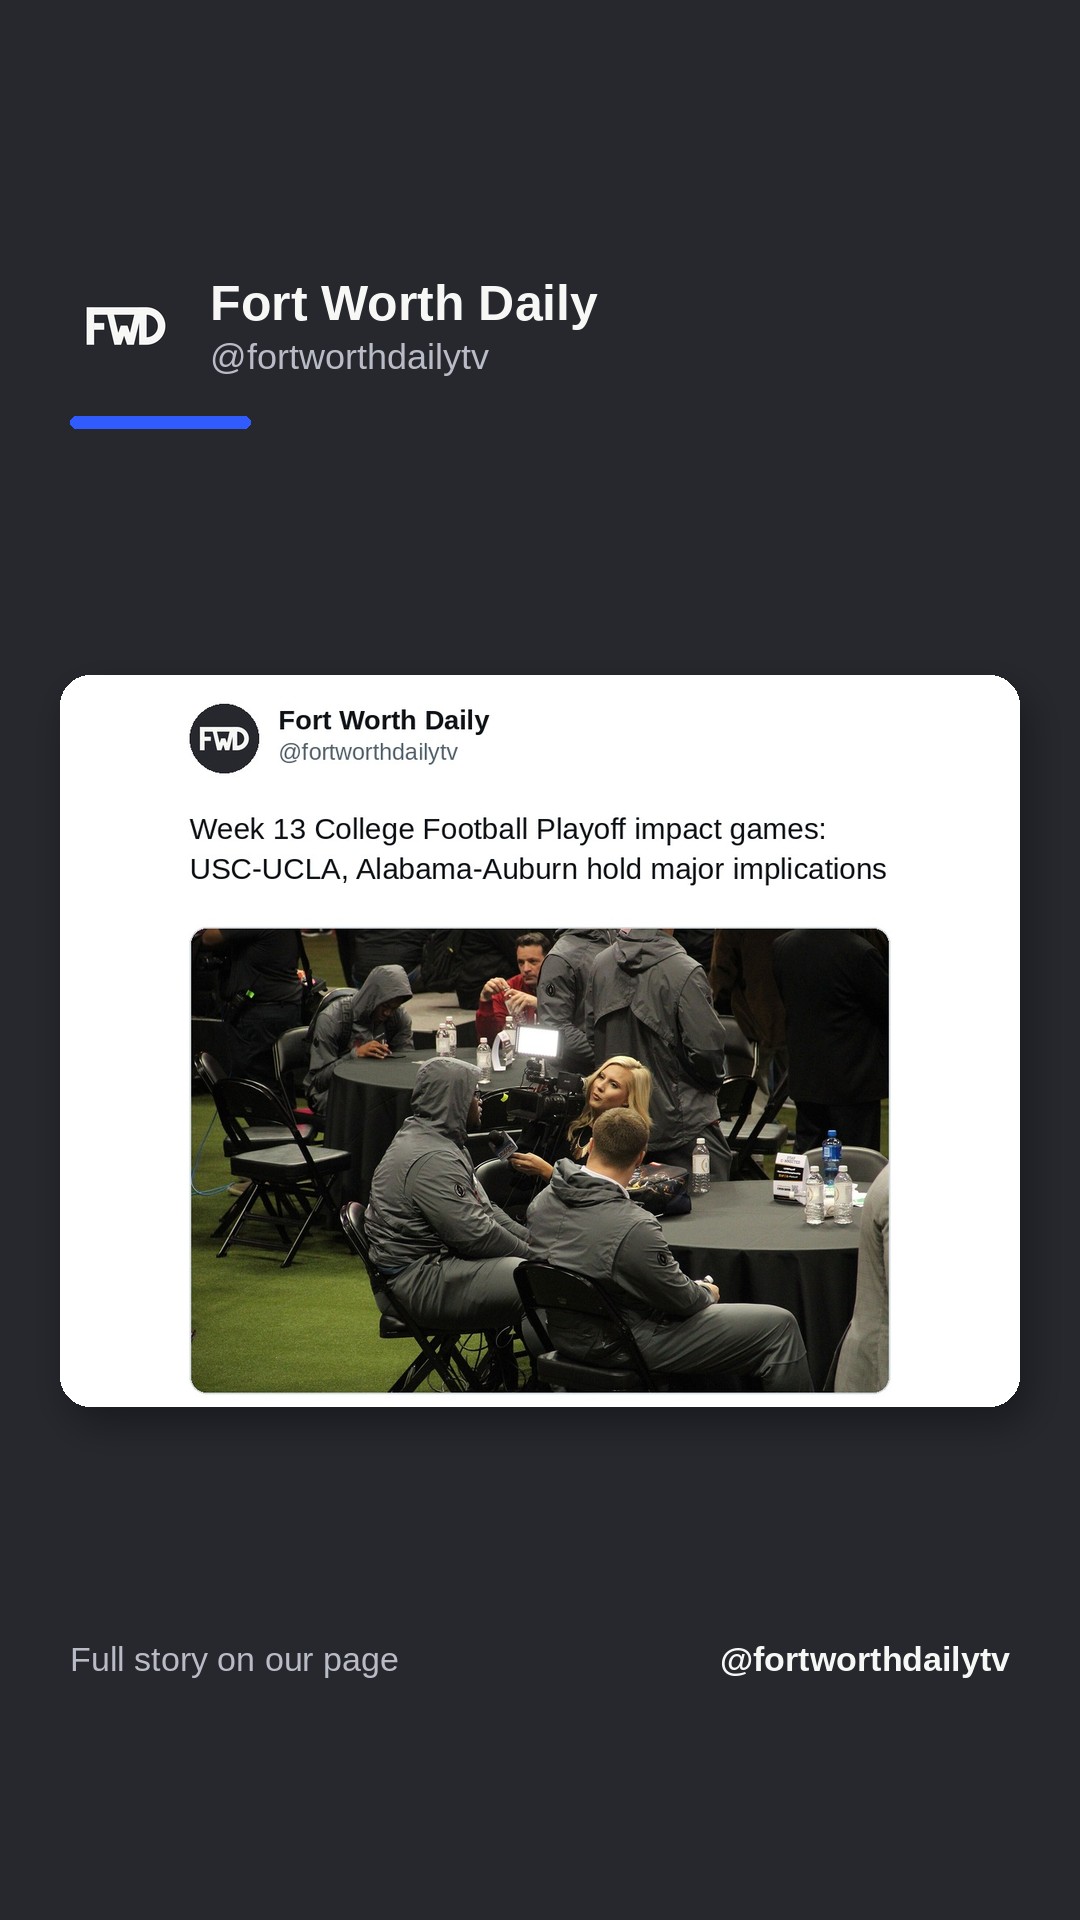 FWD
Fort Worth Daily
@fortworthdailytv
FWD
Fort Worth Daily
@fortworthdailytv
Week 13 College Football Playoff impact games:
USC-UCLA, Alabama-Auburn hold major implications
Full story on our page
@fortworthdailytv